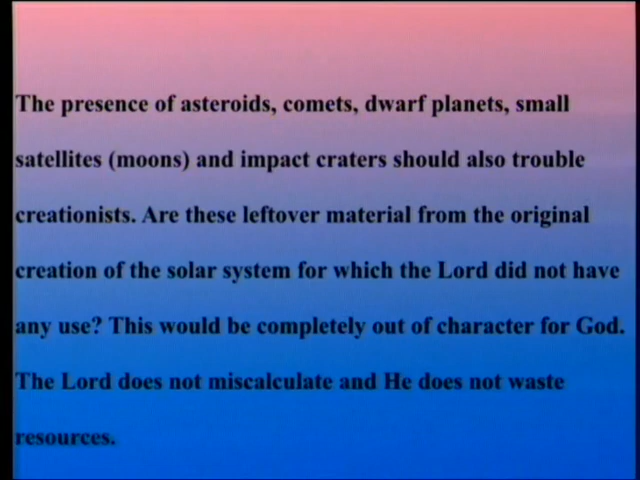 The presence of asteroids, comets, dwarf planets, small
satellites (moons) and impact craters should also trouble
creationists. Are these leftover material from the original
creation of the solar system for which the Lord did not have
any use? This would be completely out of character for God.
The Lord does not miscalculate and He does not waste
resources.